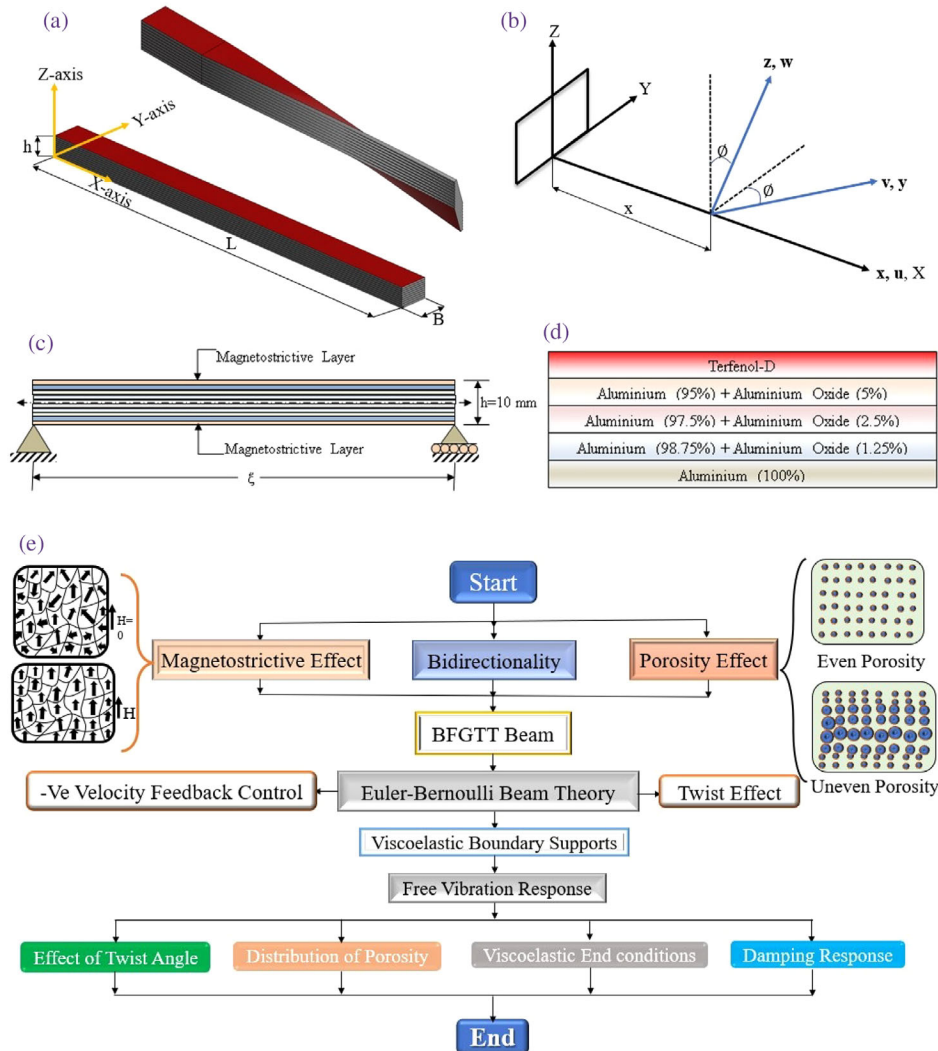 (a)
Z-axis
Y-axis
h
X-axis
L
B
(b)
Z
Y
z, w
Ø
Ø
v, y
x
x, u, X
(c)
Magnetostrictive Layer
h=10 mm
Magnetostrictive Layer
ξ
(d)
Terfenol-D
Aluminium (95%) + Aluminium Oxide (5%)
Aluminium (97.5%) + Aluminium Oxide (2.5%)
Aluminium (98.75%) + Aluminium Oxide (1.25%)
Aluminium (100%)
(e)
H=
0
H
Start
Magnetostrictive Effect
Bidirectionality
Porosity Effect
Even Porosity
Uneven Porosity
BFGTT Beam
-Ve Velocity Feedback Control
Euler-Bernoulli Beam Theory
Twist Effect
Viscoelastic Boundary Supports
Free Vibration Response
Effect of Twist Angle
Distribution of Porosity
Viscoelastic End conditions
Damping Response
End